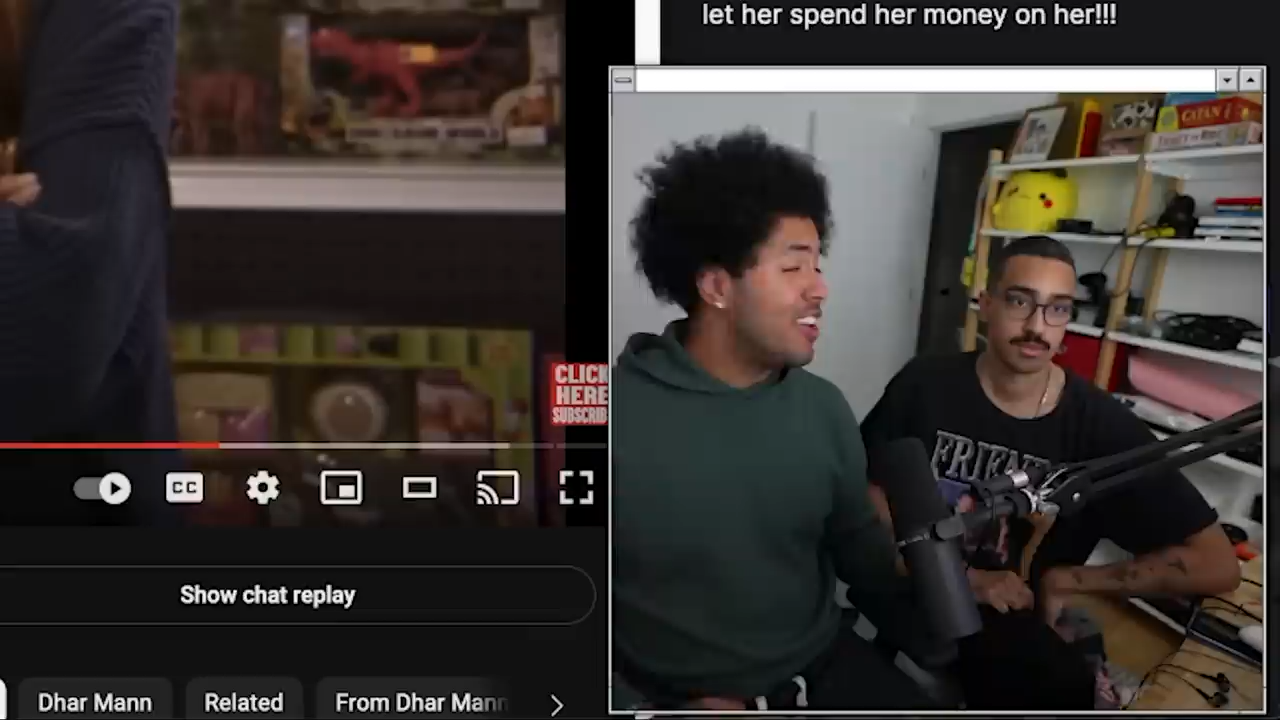 let her spend her money on her!!!
CATAN
FRIEN
CLICK
HERE
SUBSCRIB
CC
Show chat replay
Dhar Mann
Related
From Dhar Mann